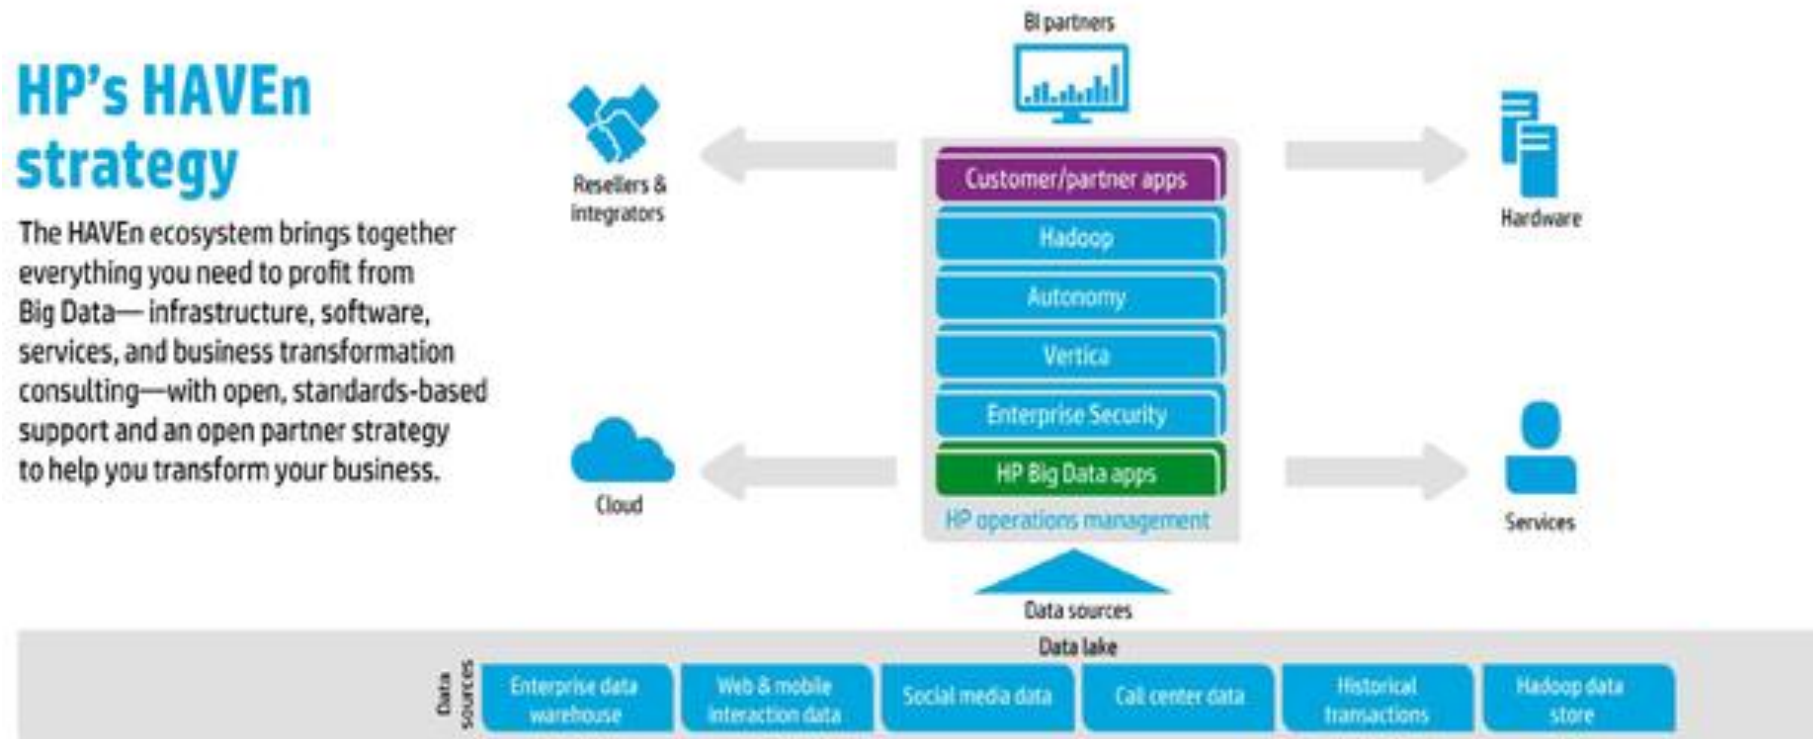 HP's HAVEn
strategy
The HAVEn ecosystem brings together
everything you need to profit from
Big Data— infrastructure, software,
services, and business transformation
consulting—with open, standards-based
support and an open partner strategy
to help you transform your business.
BI partners
Resellers &
integrators
Hardware
Customer/partner apps
Hadoop
Autonomy
Vertica
Enterprise Security
HP Big Data apps
HP operations management
Cloud
Services
Data sources
Data lake
Data
sources
Enterprise data
warehouse
Web & mobile
interaction data
Social media data
Call center data
Historical
transactions
Hadoop data
store